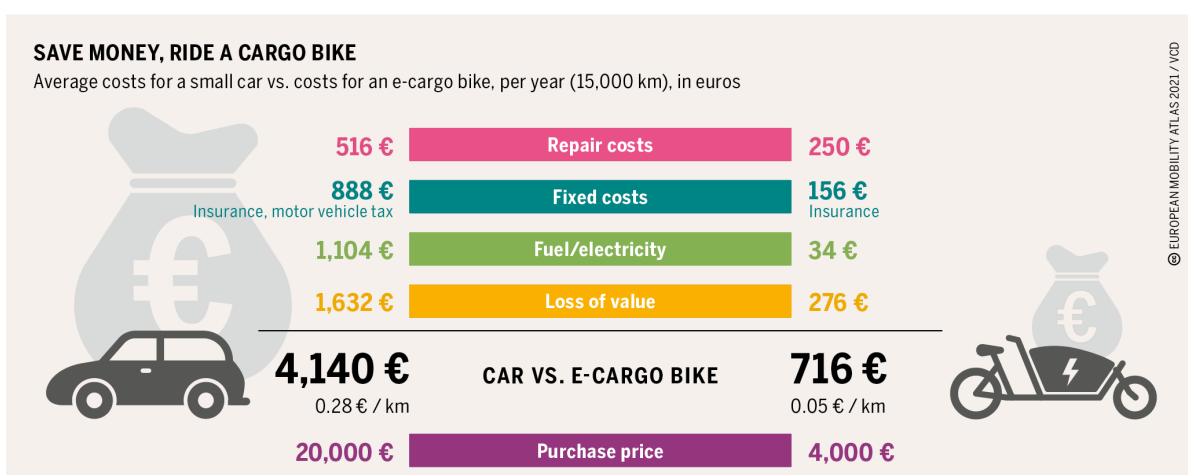 SAVE MONEY, RIDE A CARGO BIKE
Average costs for a small car vs. costs for an e-cargo bike, per year (15,000 km), in euros
516 € Repair costs 250 €
888 € Fixed costs 156 €
Insurance, motor vehicle tax Insurance
1,104 € Fuel/electricity 34 €
1,632 € Loss of value 276 €
4,140 € CAR VS. E-CARGO BIKE 716 €
0.28 € / km 0.05 € / km
20,000 € Purchase price 4,000 €
€
€
cc EUROPEAN MOBILITY ATLAS 2021 / VCD